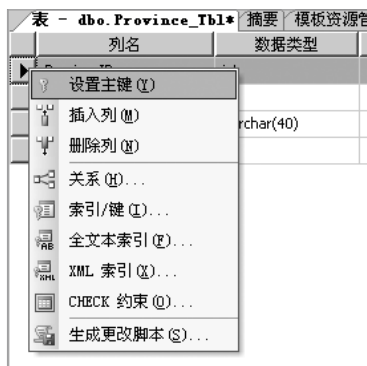 表 - dbo.Province_Tbl* 摘要 模板资源管
列名 数据类型
设置主键(Y)
插入列(M)
rchar(40)
删除列(N)
关系(H)...
索引/键(I)...
全文本索引(F)...
XML 索引(X)...
CHECK 约束(O)...
生成更改脚本(S)...